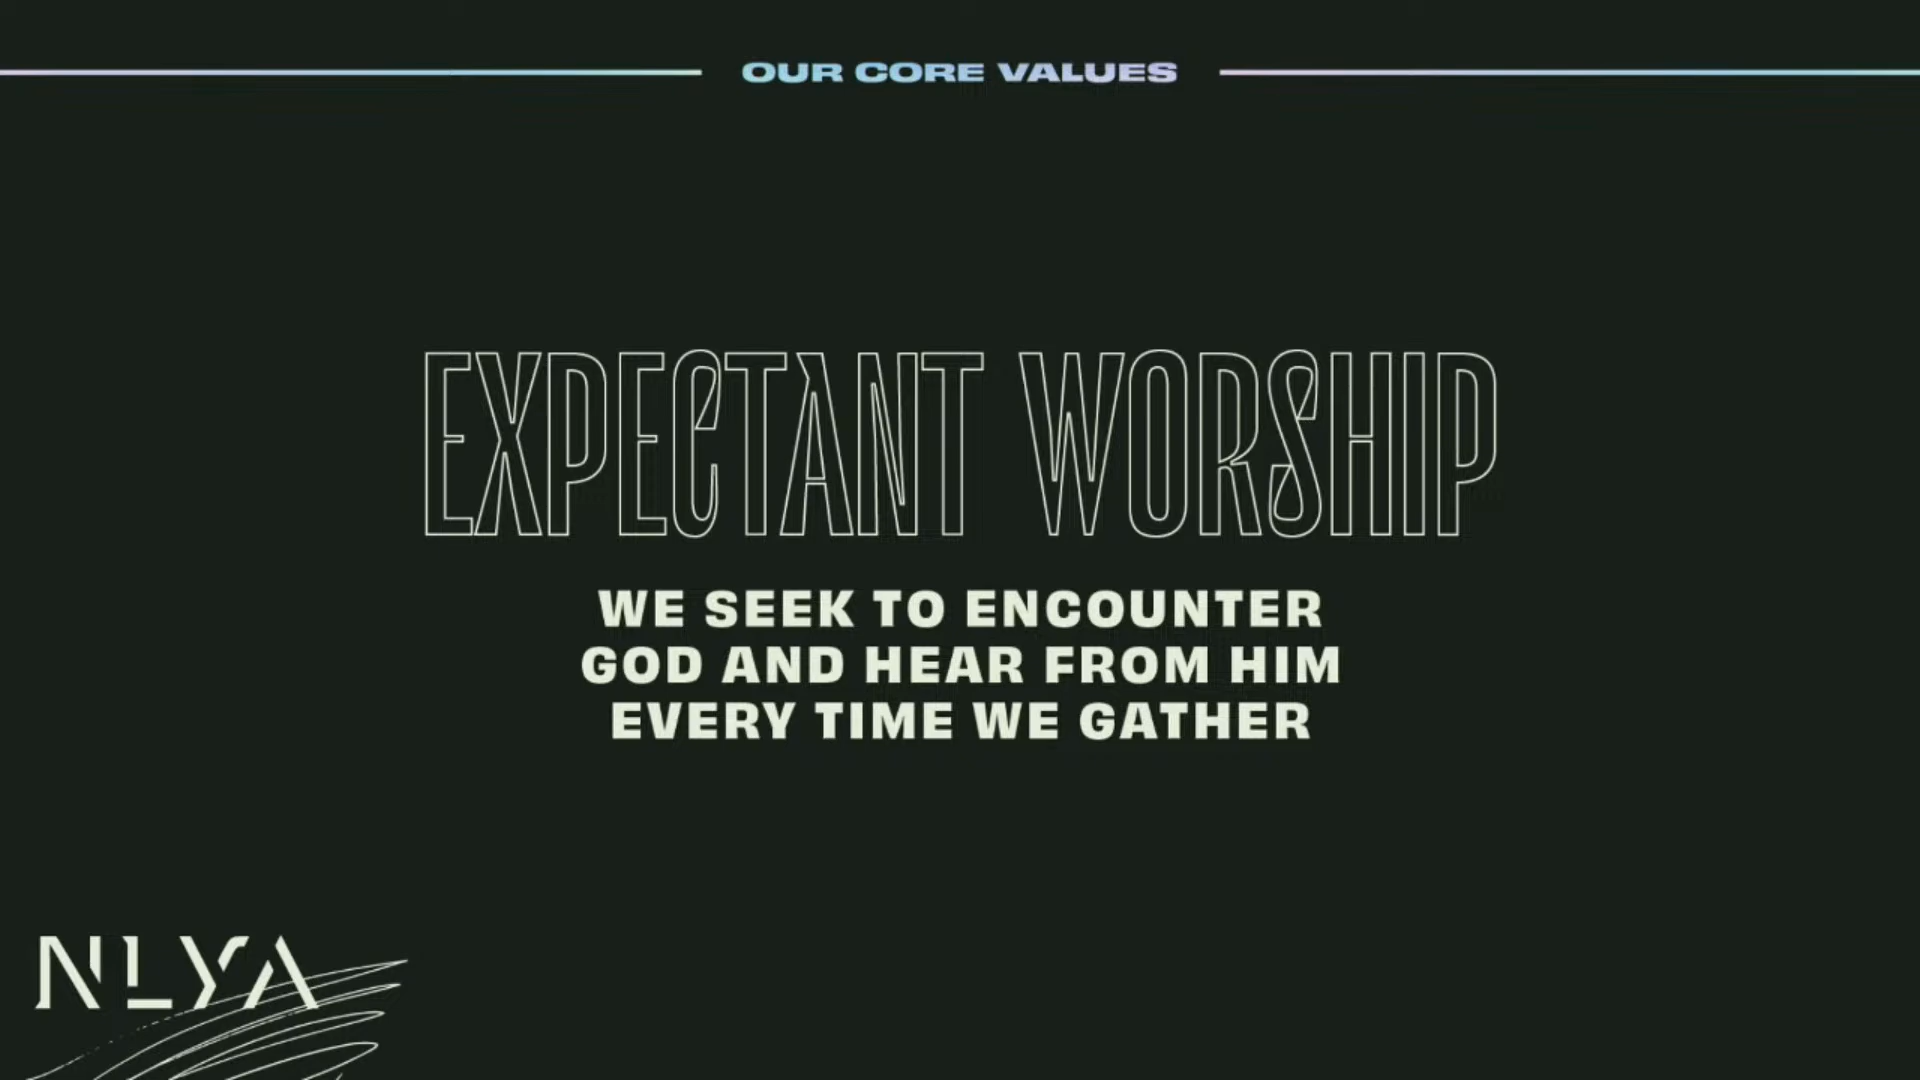 OUR CORE VALUES
EXPECTANT WORSHIP
WE SEEK TO ENCOUNTER
GOD AND HEAR FROM HIM
EVERY TIME WE GATHER
NLYA